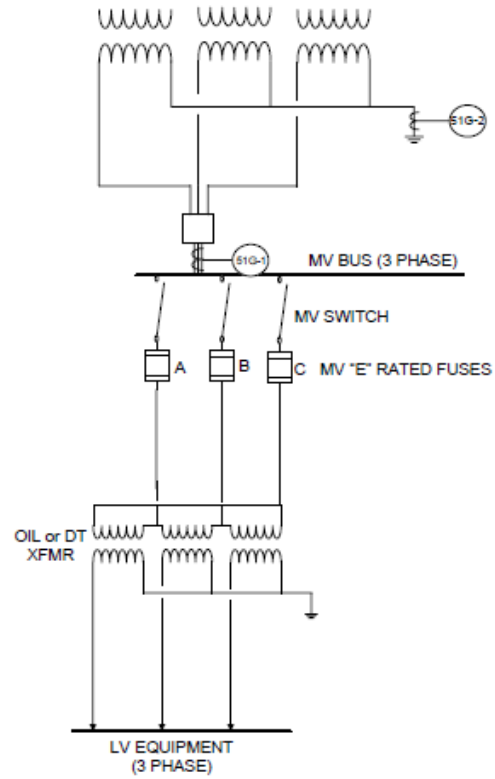 51G-2
51G-1
MV BUS (3 PHASE)
MV SWITCH
A
B
C
MV "E" RATED FUSES
OIL or DT
XFMR
LV EQUIPMENT
(3 PHASE)